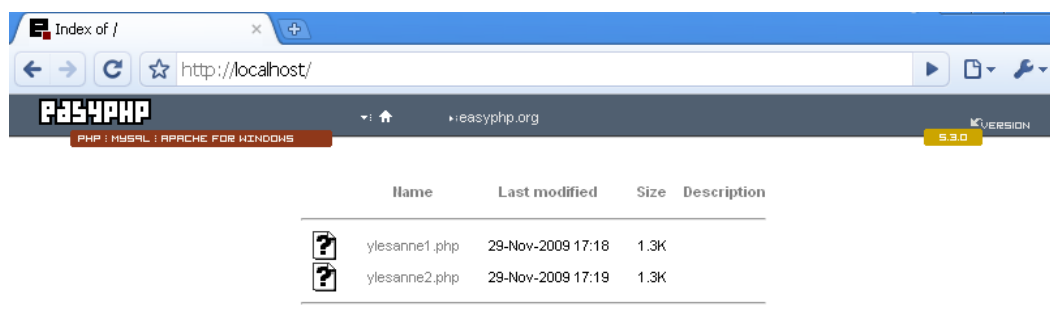 Index of /
http://localhost/
easyPHP
PHP : MYSQL : APACHE FOR WINDOWS
easyphp.org
VERSION
5.3.0
Name Last modified Size Description
ylesanne1.php 29-Nov-2009 17:18 1.3K
ylesanne2.php 29-Nov-2009 17:19 1.3K